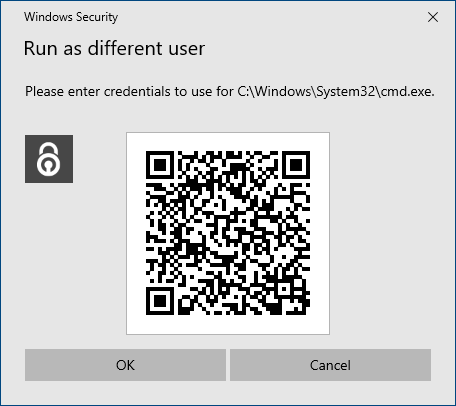 Windows Security
Run as different user
Please enter credentials to use for C:\Windows\System32\cmd.exe.
OK
Cancel